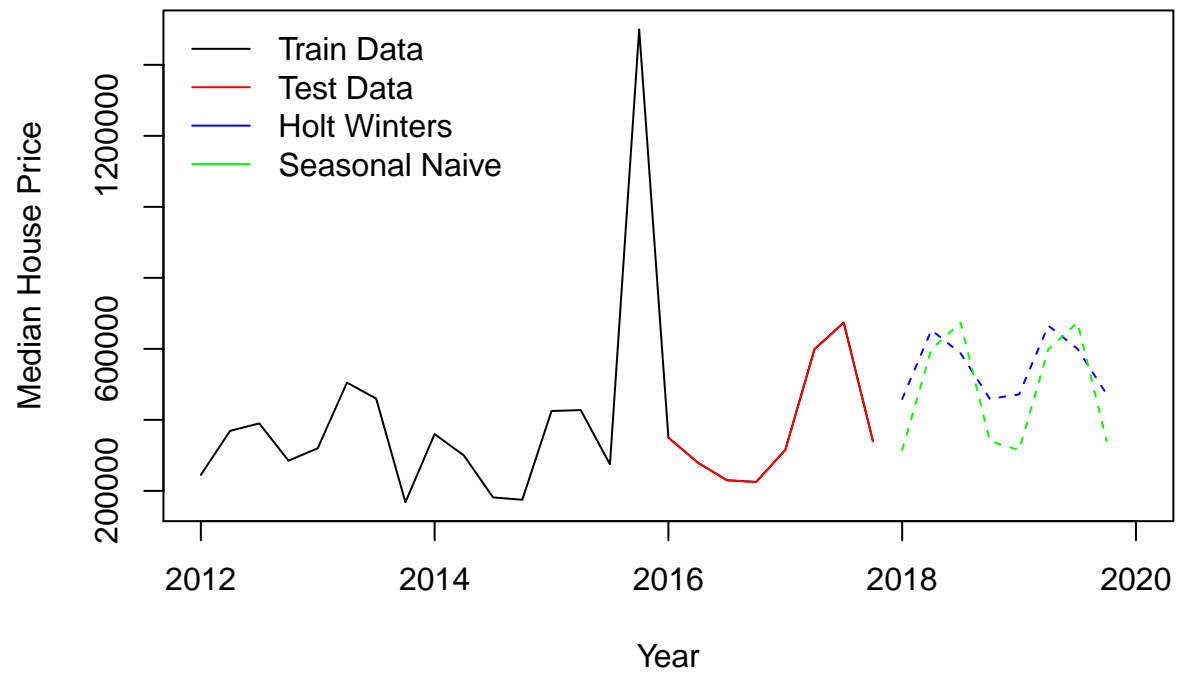 Train Data
Test Data
Holt Winters
Seasonal Naive
Median House Price
1200000
600000
200000
2012 2014 2016 2018 2020
Year